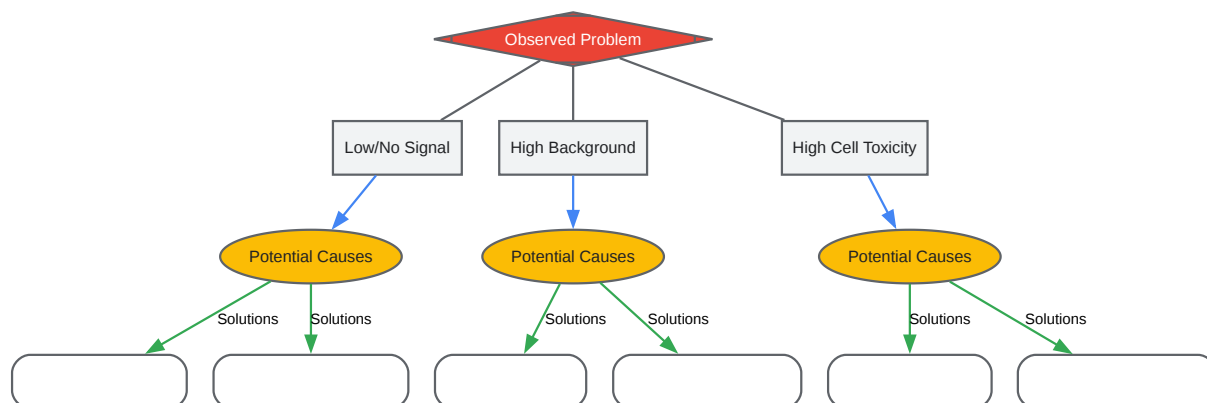 Observed Problem
Low/No Signal
High Background
High Cell Toxicity
Potential Causes
Potential Causes
Potential Causes
Solutions
Solutions
Solutions
Solutions
Solutions
Solutions